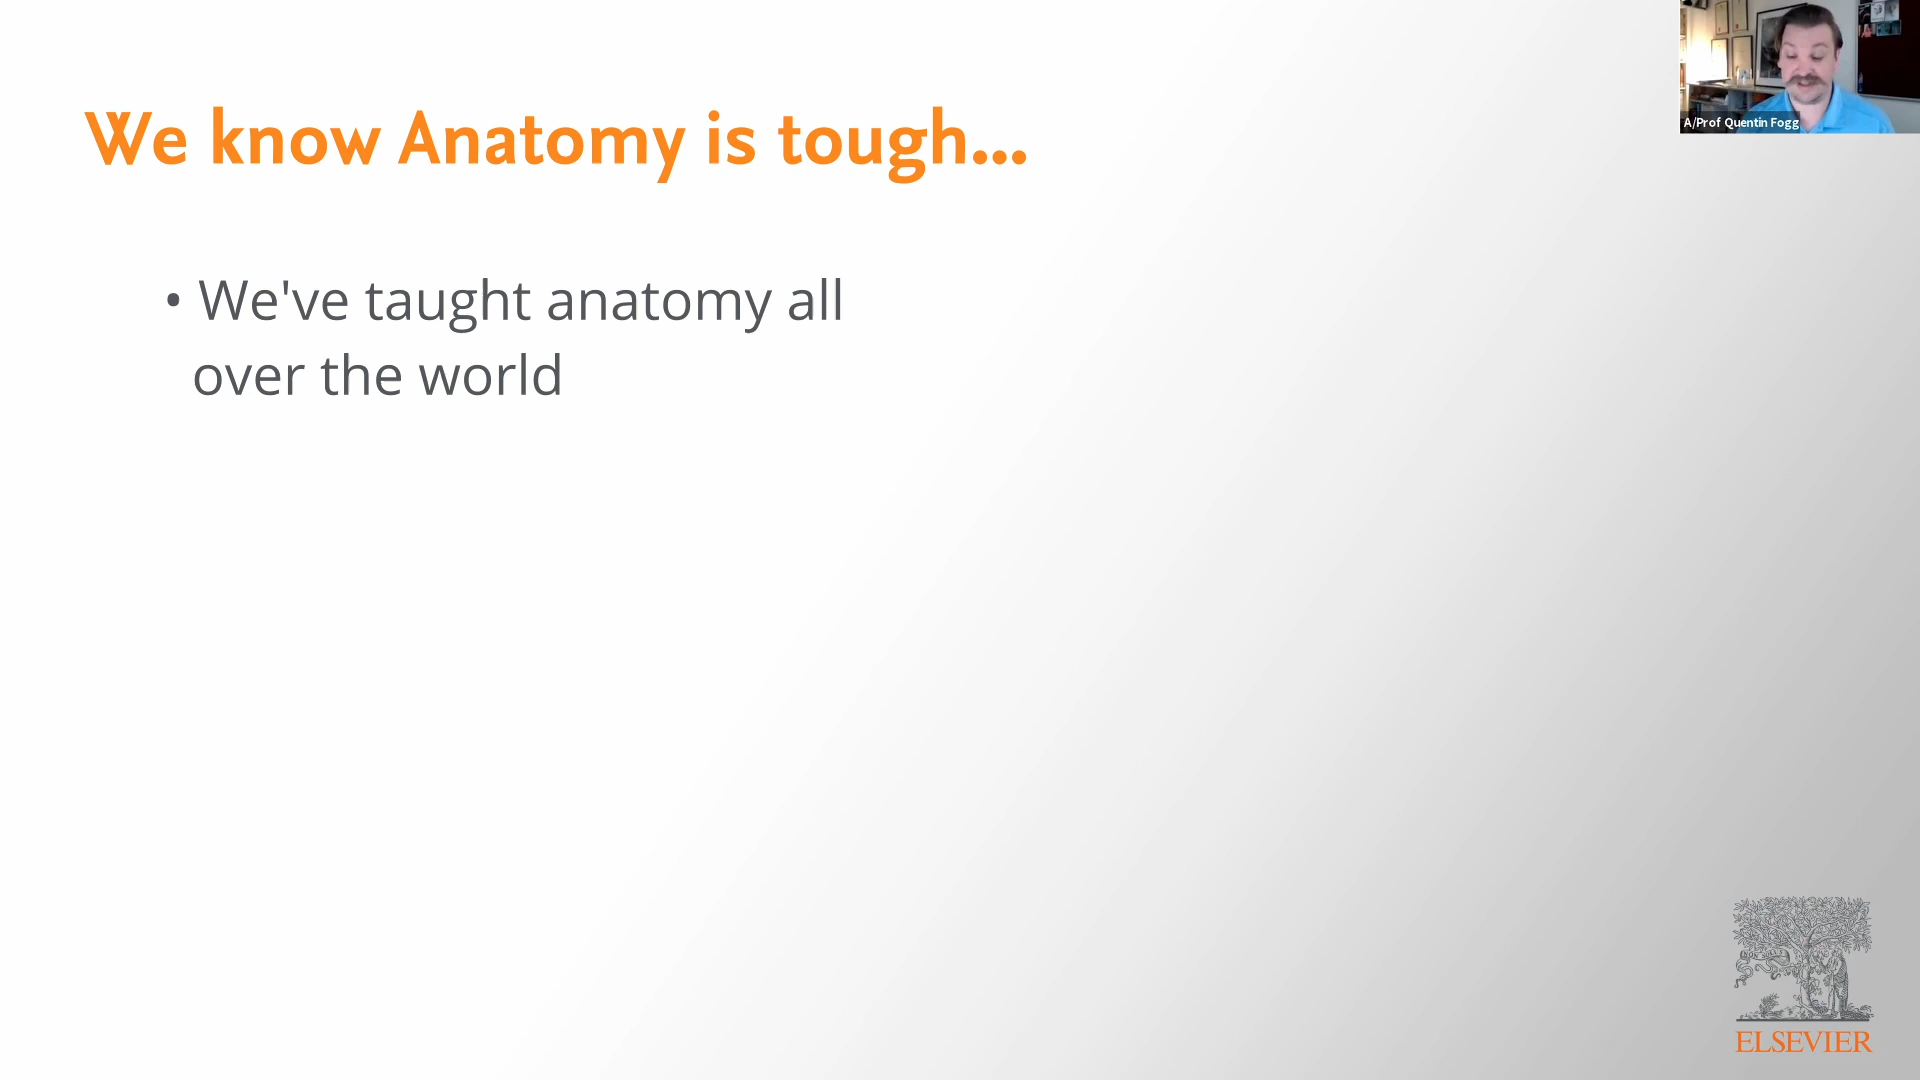 A/Prof Quentin Fogg
We know Anatomy is tough...
• We've taught anatomy all
over the world
ELSEVIER